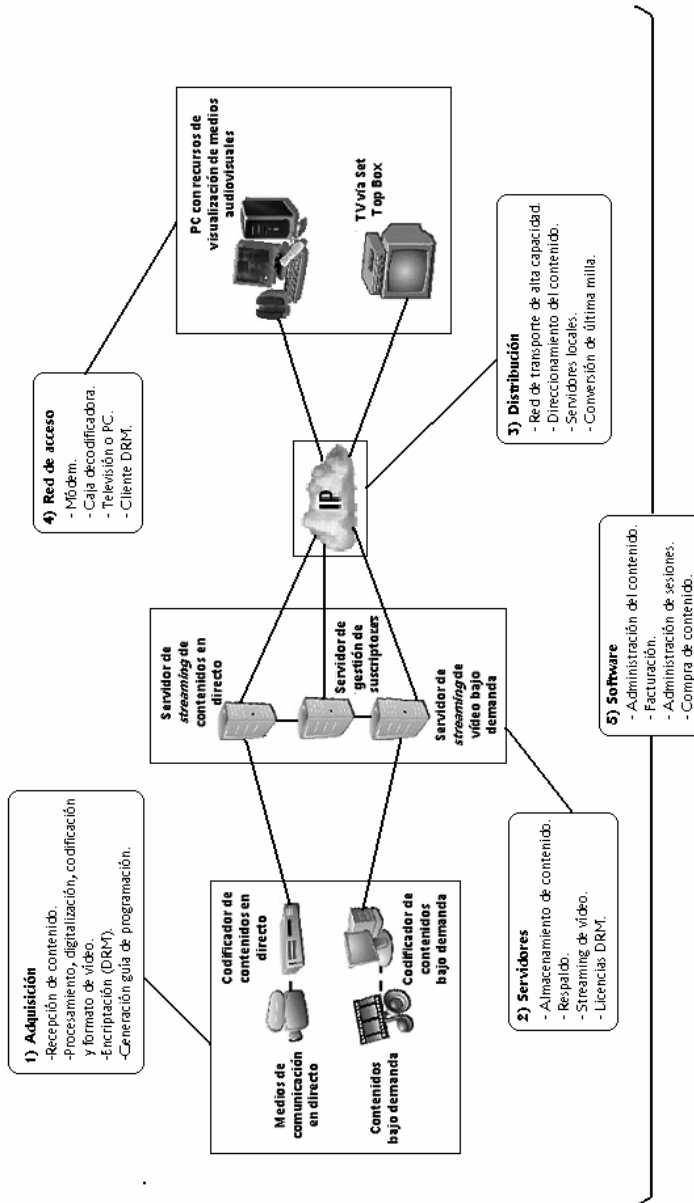 1) Adquisición
-Recepción de contenido.
-Procesamiento, digitalización, codificación
y formato de vídeo.
-Encriptación (DRM).
-Generación guía de programación.
Medios de
comunicación
en directo
Codificador de
contenidos en
directo
Contenidos
bajo demanda
Codificador de
contenidos
bajo demanda
2) Servidores
- Almacenamiento de contenido.
- Respaldo.
- Streaming de vídeo.
- Licencias DRM.
Servidor de
streaming de
contenidos en
directo
Servidor de
gestión de
suscriptores
Servidor de
streaming de
vídeo bajo
demanda
IP
3) Distribución
- Red de transporte de alta capacidad.
- Direccionamiento del contenido.
- Servidores locales.
- Conversión de última milla.
4) Red de acceso
- Módem.
- Caja decodificadora.
- Televisión o PC.
- Cliente DRM.
PC con recursos de
visualización de medios
audiovisuales
TV vía Set
Top Box
5) Software
- Administración del contenido.
- Facturación.
- Administración de sesiones.
- Compra de contenido.